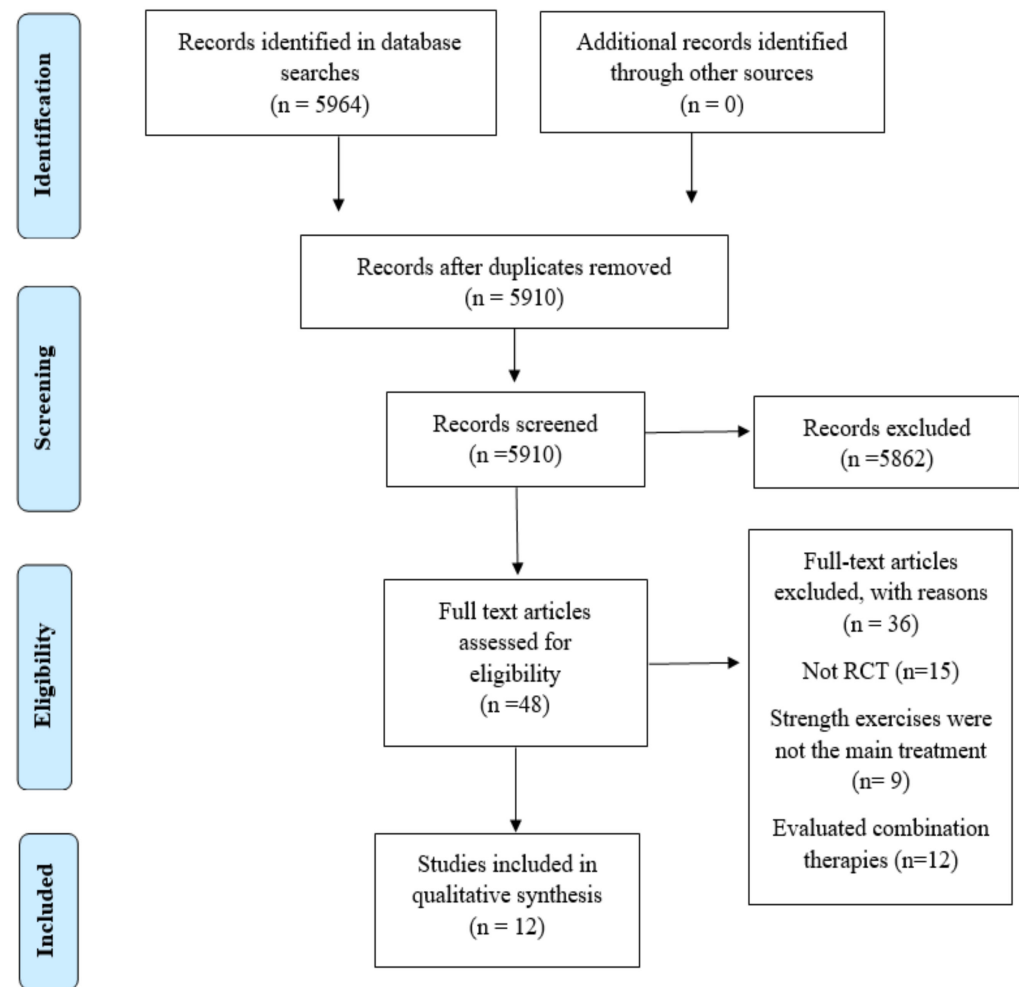 Identification
Records identified in database
searches
(n = 5964)
Additional records identified
through other sources
(n = 0)
Records after duplicates removed
(n = 5910)
Screening
Records screened
(n =5910)
Records excluded
(n =5862)
Eligibility
Full text articles
assessed for
eligibility
(n =48)
Full-text articles
excluded, with reasons
(n = 36)
Not RCT (n=15)
Strength exercises were
not the main treatment
(n= 9)
Evaluated combination
therapies (n=12)
Included
Studies included in
qualitative synthesis
(n = 12)